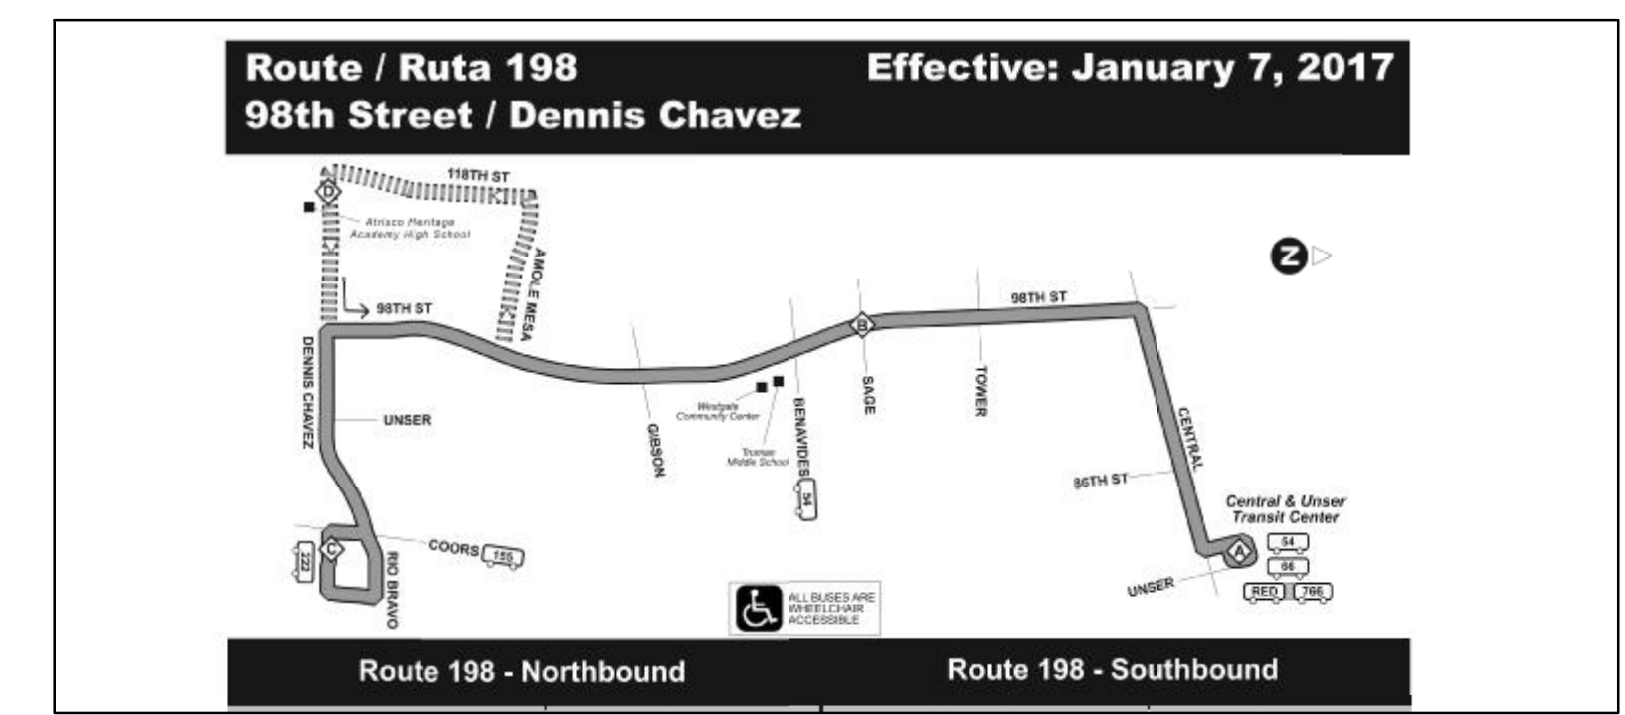 Route / Ruta 198
Effective: January 7, 2017
98th Street / Dennis Chavez
118TH ST
D
Atrisco Heritage
Academy High School
AMOLE MESA
N
98TH ST
98TH ST
B
DENNIS CHAVEZ
UNSER
GIBSON
Westgate
Community Center
Truman
Middle School
BENAVIDES
54
SAGE
TOWER
CENTRAL
86TH ST
Central & Unser
Transit Center
A
54
66
RED
766
UNSER
COORS
155
C
222
RIO BRAVO
ALL BUSES ARE
WHEELCHAIR
ACCESSIBLE
Route 198 - Northbound
Route 198 - Southbound